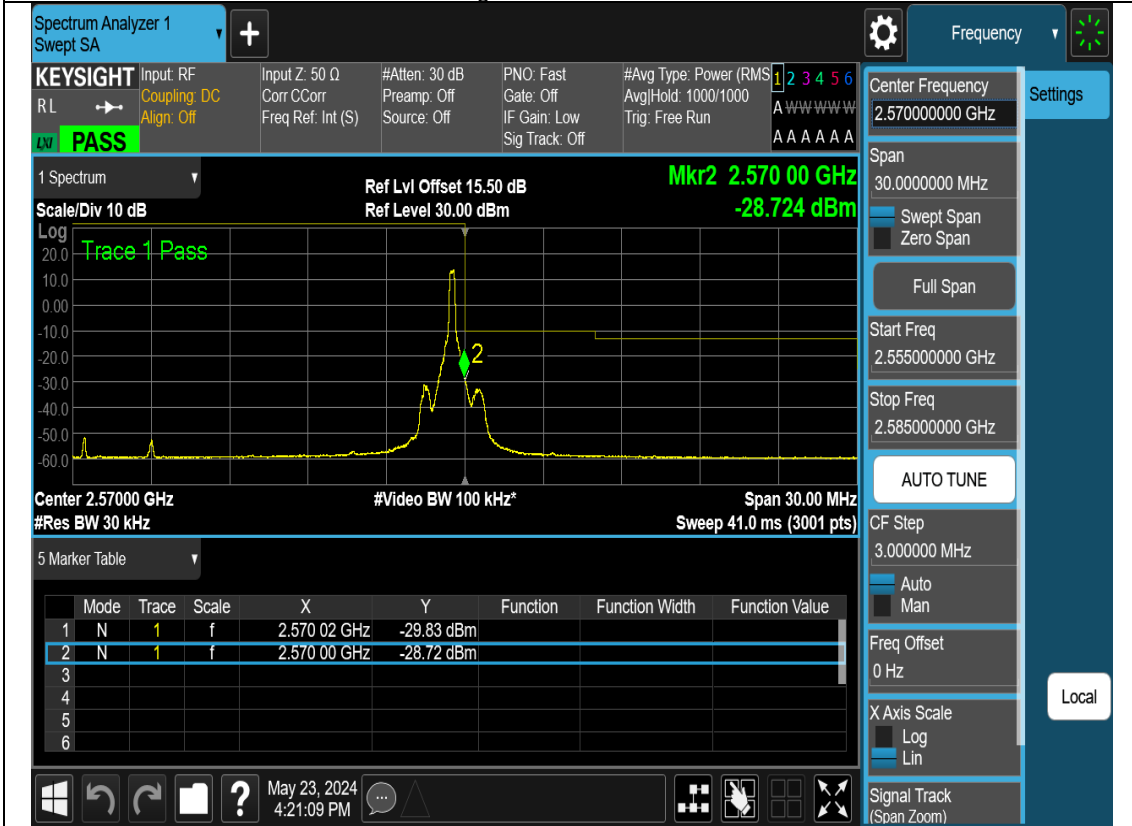 Spectrum Analyzer 1
Swept SA
+
Frequency
KEYSIGHT
RL
LXI PASS
Input: RF
Coupling: DC
Align: Off
Input Z: 50 Ω
Corr CCorr
Freq Ref: Int (S)
#Atten: 30 dB
Preamp: Off
Source: Off
PNO: Fast
Gate: Off
IF Gain: Low
Sig Track: Off
#Avg Type: Power (RMS
Avg|Hold: 1000/1000
Trig: Free Run
1 2 3 4 5 6
A W W W W W
A A A A A A
1 Spectrum
Scale/Div 10 dB
Ref Lvl Offset 15.50 dB
Ref Level 30.00 dBm
Mkr2 2.570 00 GHz
-28.724 dBm
Log
Trace 1 Pass
20.0
10.0
0.00
-10.0
-20.0
-30.0
-40.0
-50.0
-60.0
2
Center 2.57000 GHz
#Res BW 30 kHz
#Video BW 100 kHz*
Span 30.00 MHz
Sweep 41.0 ms (3001 pts)
5 Marker Table
Mode Trace Scale X Y Function Function Width Function Value
1 N 1 f 2.570 02 GHz -29.83 dBm
2 N 1 f 2.570 00 GHz -28.72 dBm
3
4
5
6
?
May 23, 2024
4:21:09 PM
Center Frequency
2.570000000 GHz
Settings
Span
30.0000000 MHz
Swept Span
Zero Span
Full Span
Start Freq
2.555000000 GHz
Stop Freq
2.585000000 GHz
AUTO TUNE
CF Step
3.000000 MHz
Auto
Man
Freq Offset
0 Hz
Local
X Axis Scale
Log
Lin
Signal Track
(Span Zoom)